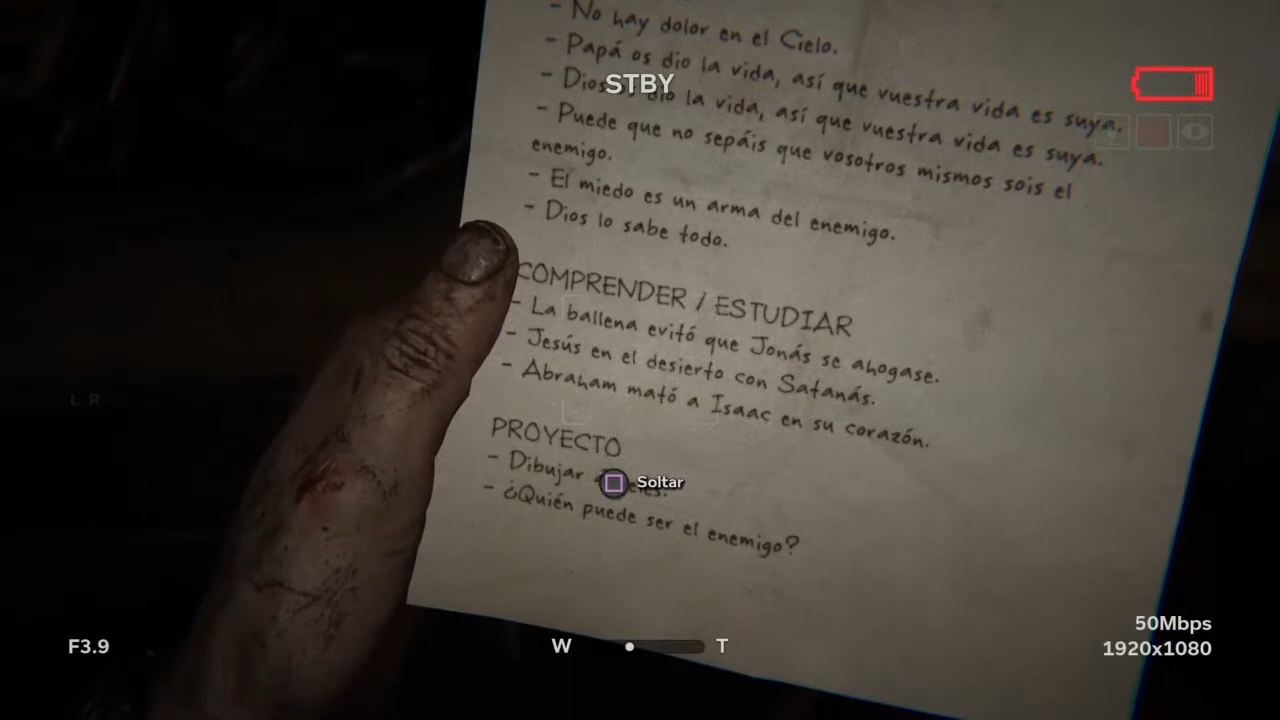 - No hay dolor en el Cielo.
- Papá os dio la vida, así que vuestra vida es suya.
STBY
- Dios dio la vida, así que vuestra vida es suya.
- Puede que no sepáis que vosotros mismos sois el
enemigo.
- El miedo es un arma del enemigo.
- Dios lo sabe todo.
COMPRENDER / ESTUDIAR
- La ballena evitó que Jonás se ahogase.
- Jesús en el desierto con Satanás.
- Abraham mató a Isaac en su corazón.
L R
PROYECTO
- Dibujar
Soltar
- ¿Quién puede ser el enemigo?
F3.9
W T
50Mbps
1920x1080